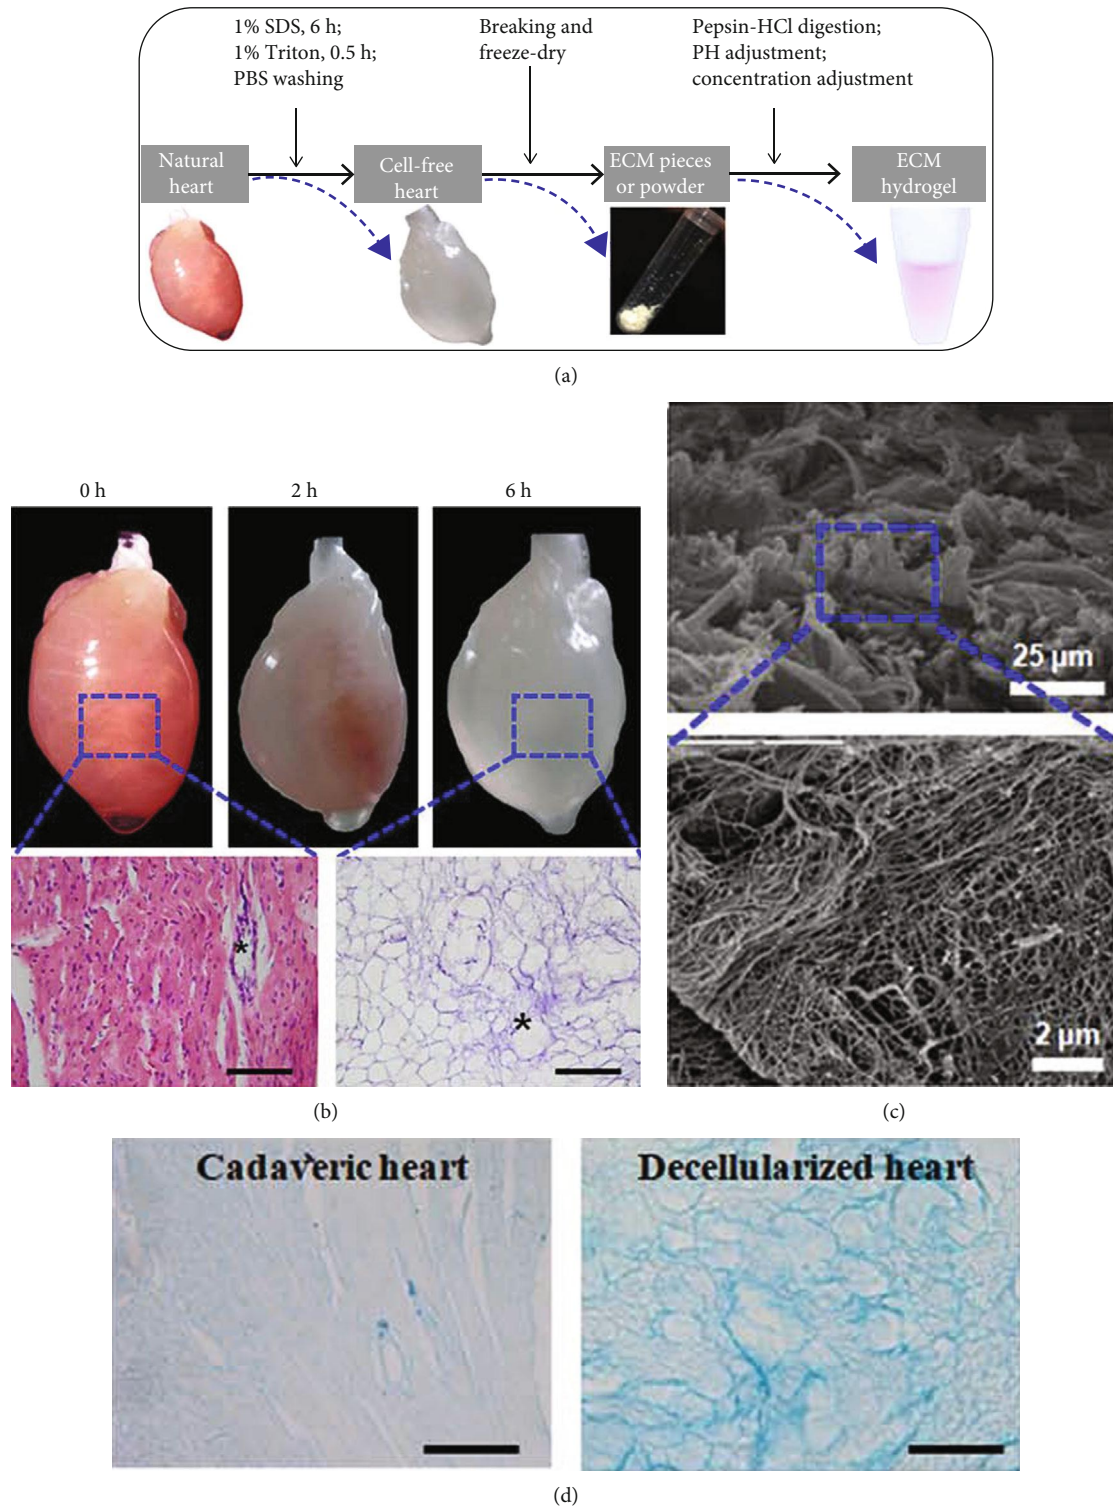 1% SDS, 6 h;
1% Triton, 0.5 h;
PBS washing
Breaking and
freeze-dry
Pepsin-HCl digestion;
PH adjustment;
concentration adjustment
Natural
heart
Cell-free
heart
ECM pieces
or powder
ECM
hydrogel
(a)
0 h
2 h
6 h
*
*
(b)
25 µm
2 µm
(c)
Cadaveric heart
Decellularized heart
(d)